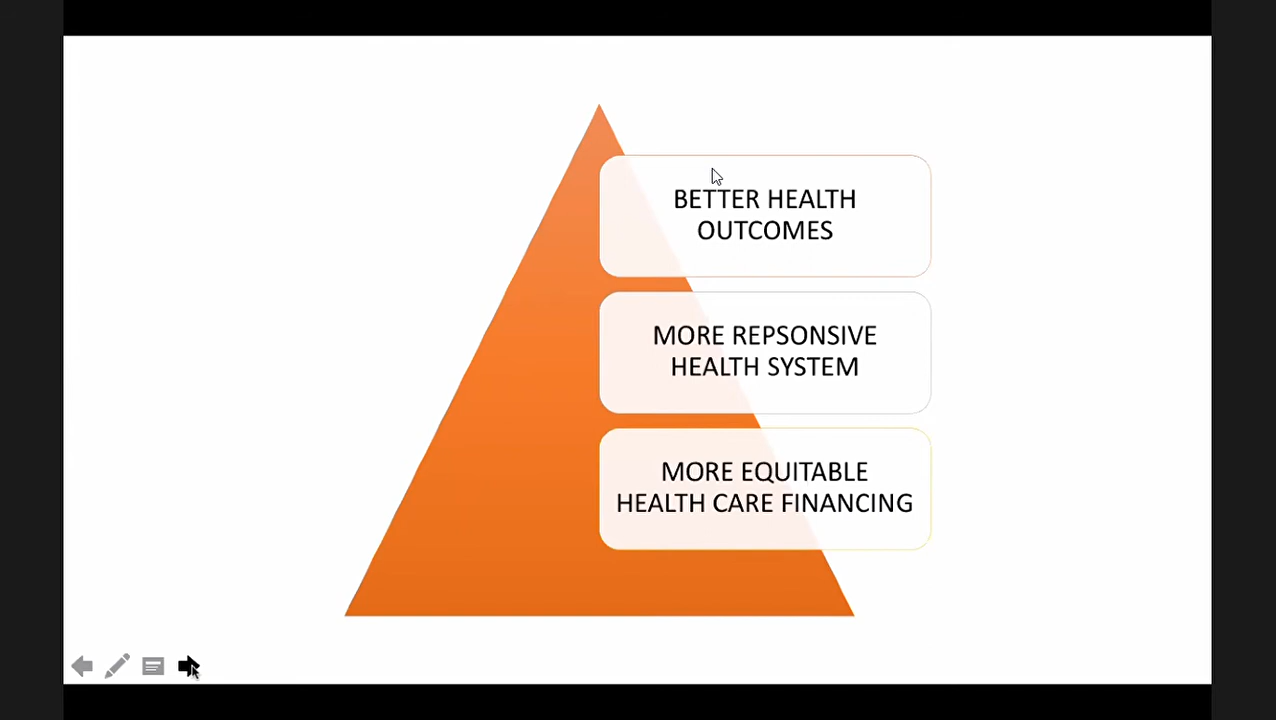 BETTER HEALTH
OUTCOMES
MORE REPSONSIVE
HEALTH SYSTEM
MORE EQUITABLE
HEALTH CARE FINANCING